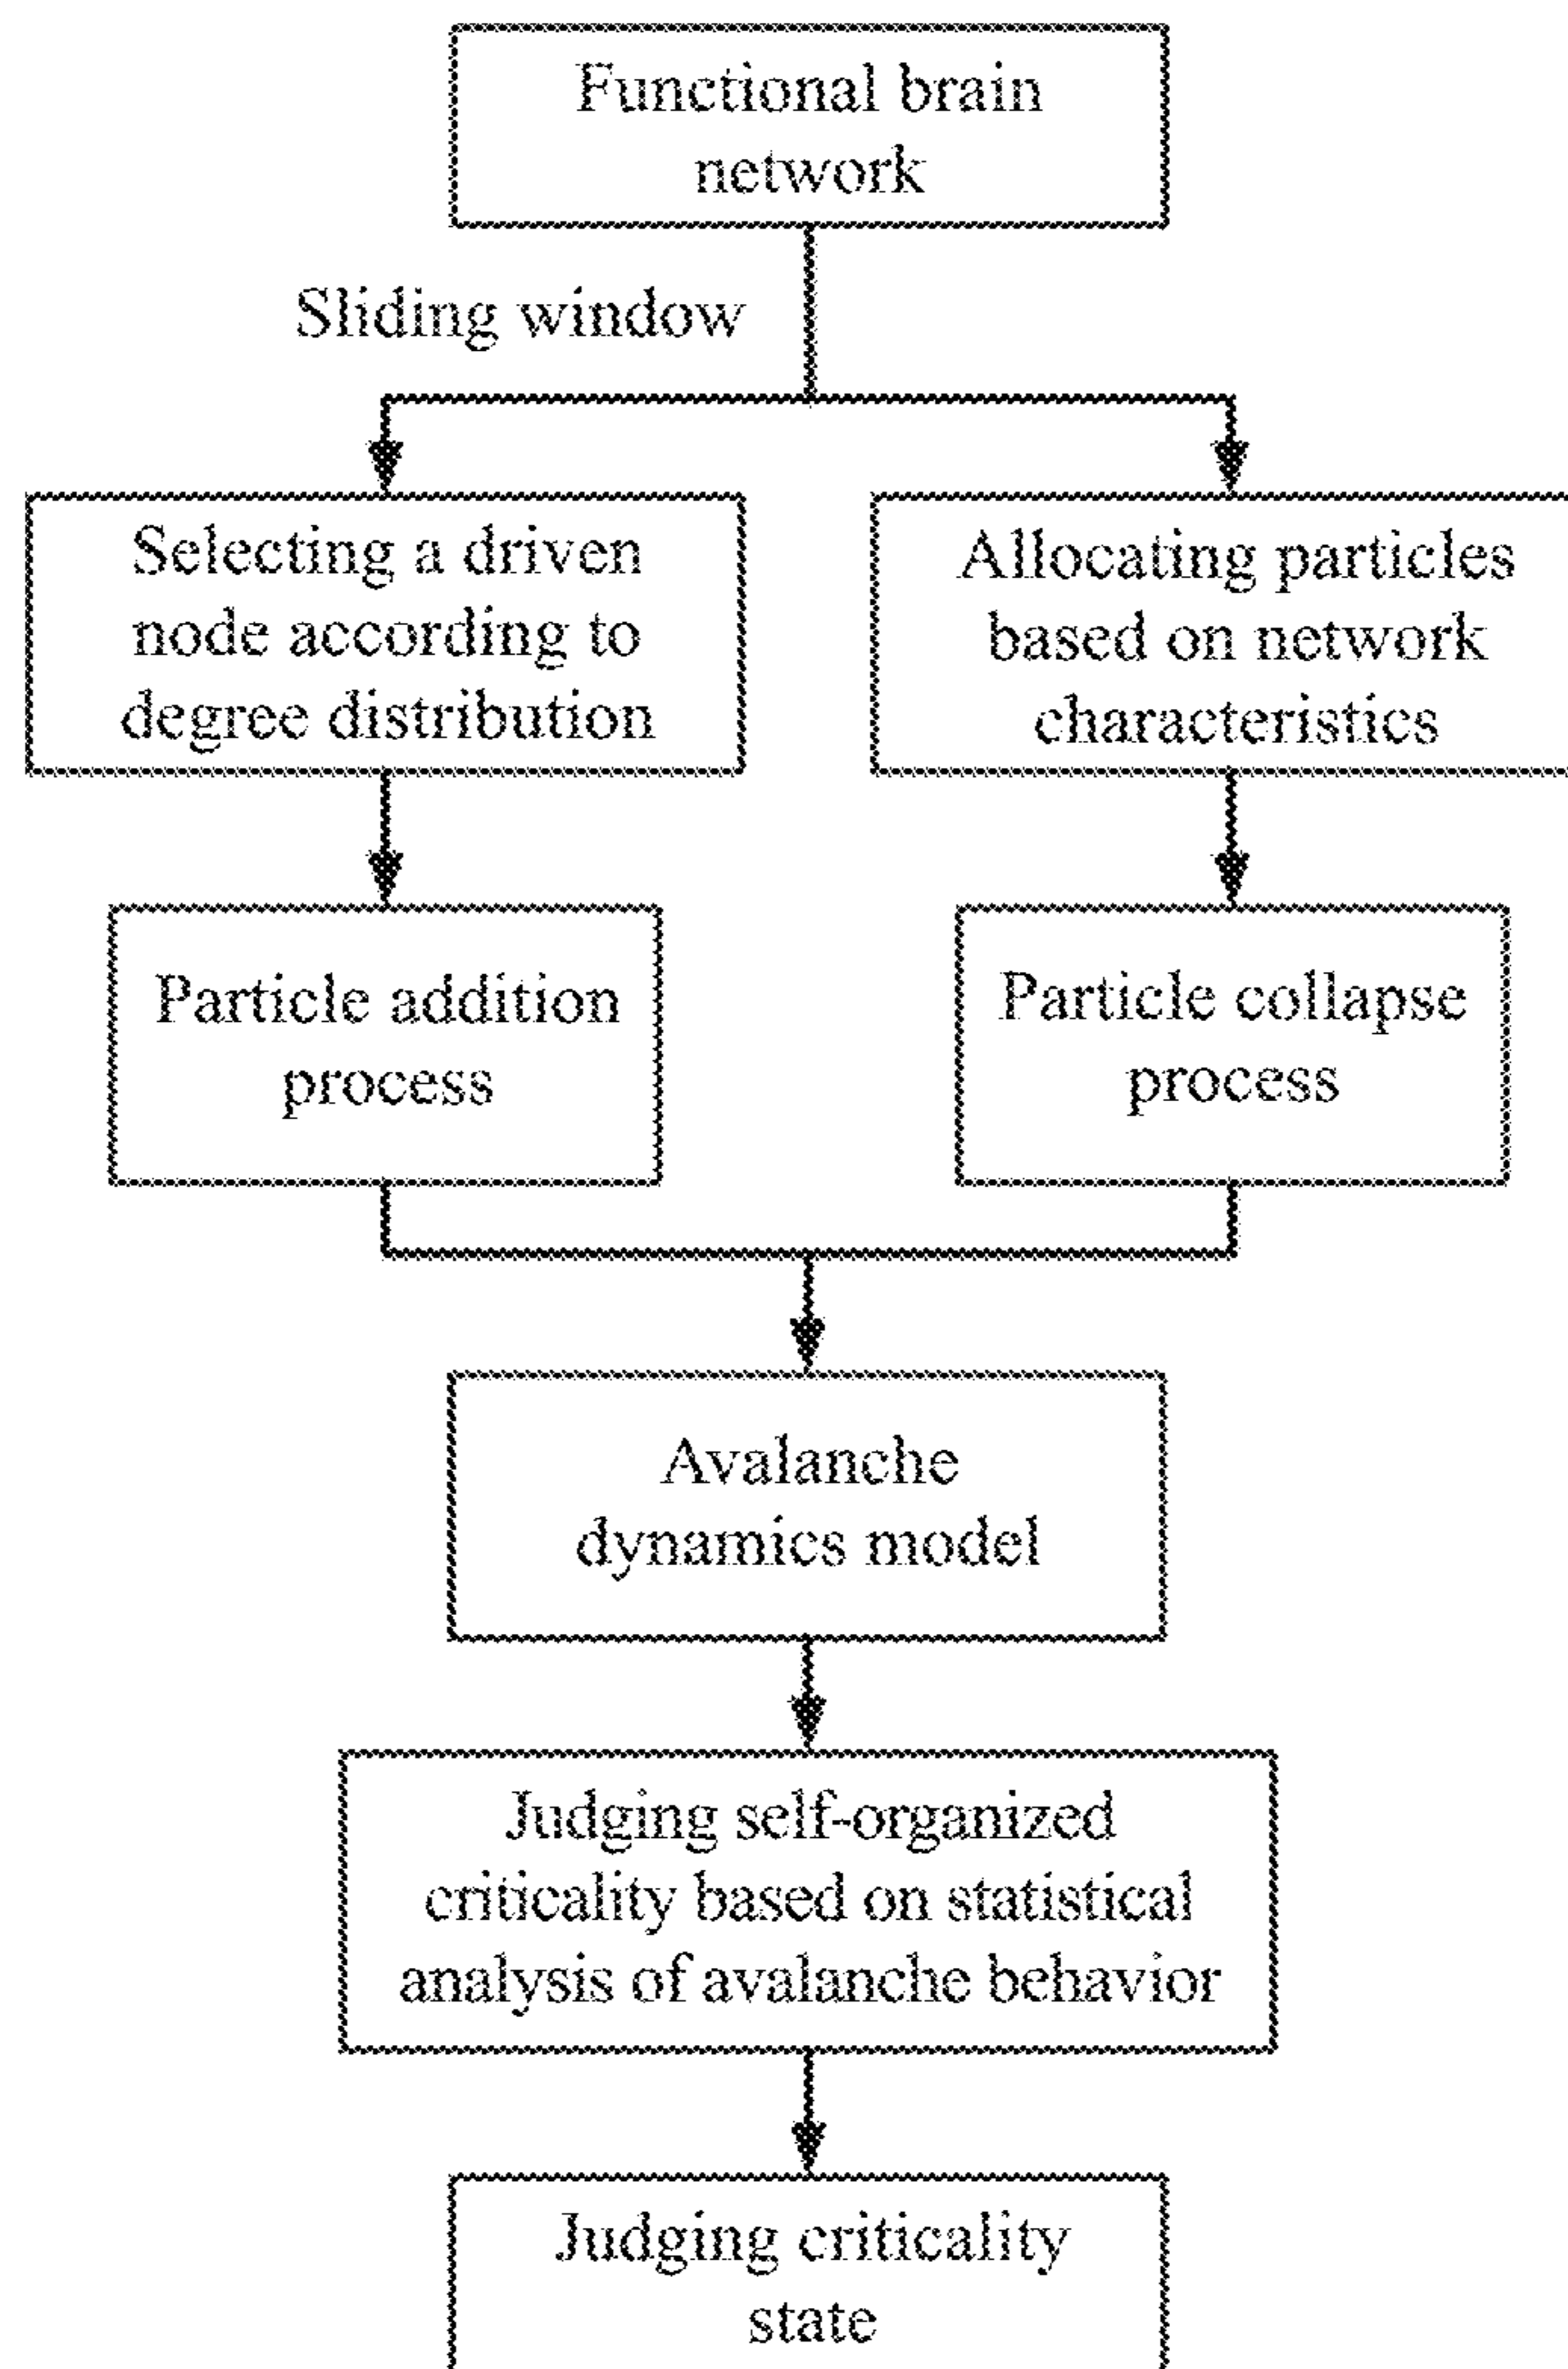 Functional brain
network
Sliding window
Selecting a driven
node according to
degree distribution
Allocating particles
based on network
characteristics
Particle addition
process
Particle collapse
process
Avalanche
dynamics model
Judging self-organized
criticality based on statistical
analysis of avalanche behavior
Judging criticality
state